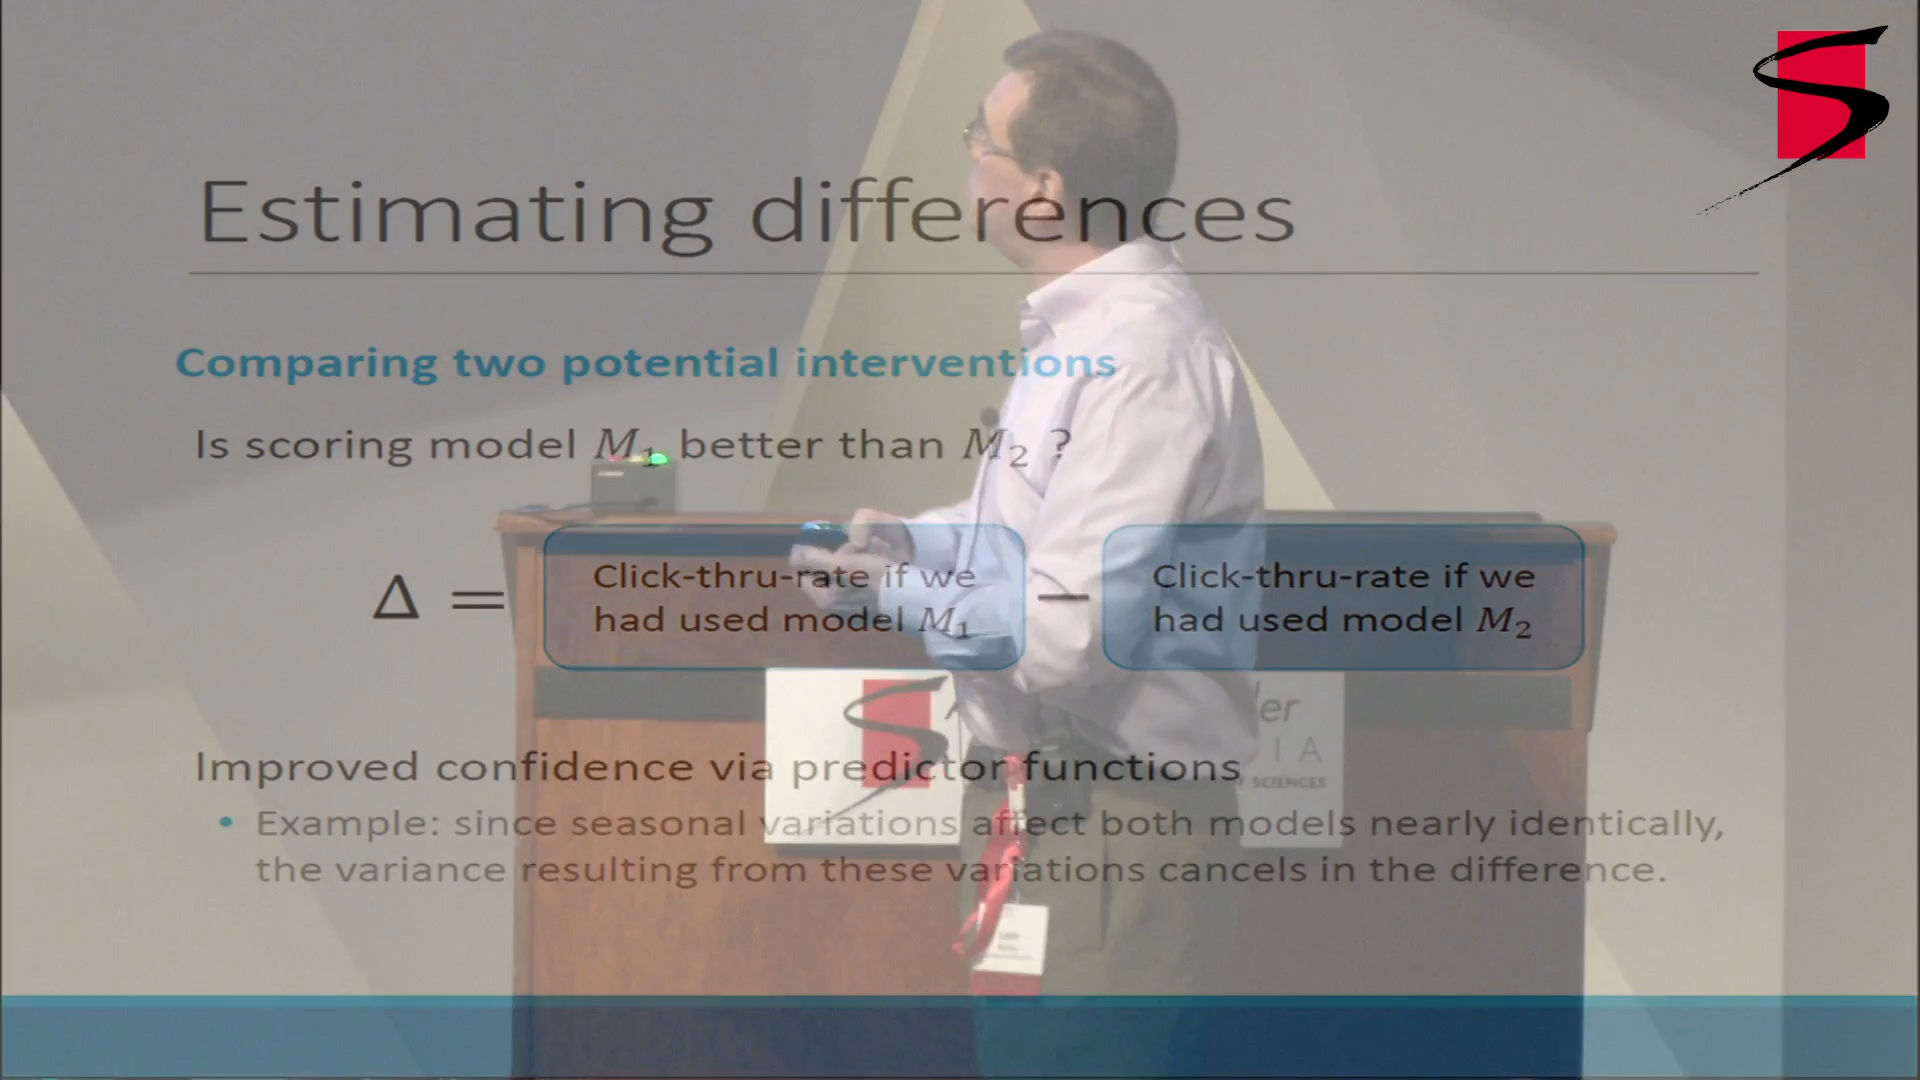 Estimating differences
Comparing two potential interventions
Is scoring model M₁ better than M₂ ?
Δ =
Click-thru-rate if we
had used model M₁
−
Click-thru-rate if we
had used model M₂
Improved confidence via predictor functions
• Example: since seasonal variations affect both models nearly identically,
the variance resulting from these variations cancels in the difference.
SCIENCES